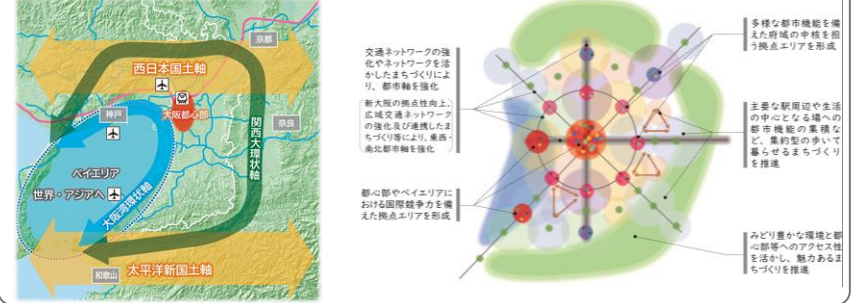 京都
西日本国土軸
神戸
大阪都心部
奈良
関西大環状軸
ベイエリア
世界・アジアへ
大阪湾環状軸
太平洋新国土軸
和歌山
交通ネットワークの強
化やネットワークを活
かしたまちづくりによ
り、都市軸を強化
新大阪の拠点性向上、
広域交通ネットワーク
の強化及び連携したま
ちづくり等により、東西・
南北都市軸を強化
都心部やベイエリアに
おける国際競争力を備
えた拠点エリアを形成
多様な都市機能を備
えた府域の中核を担
う拠点エリアを形成
主要な駅周辺や生活
の中心となる場への
都市機能の集積な
ど、集約型の歩いて
暮らせるまちづくり
を推進
みどり豊かな環境と都
心部等へのアクセス性
を活かし、魅力あるま
ちづくりを推進